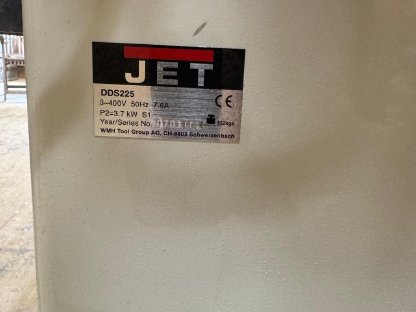 JET
DDS225
3~400V 50Hz 7.6A CE
P2=3.7 kW S1
Year/Series No.
WMH Tool Group AG, CH-8603 Schwerzenbach